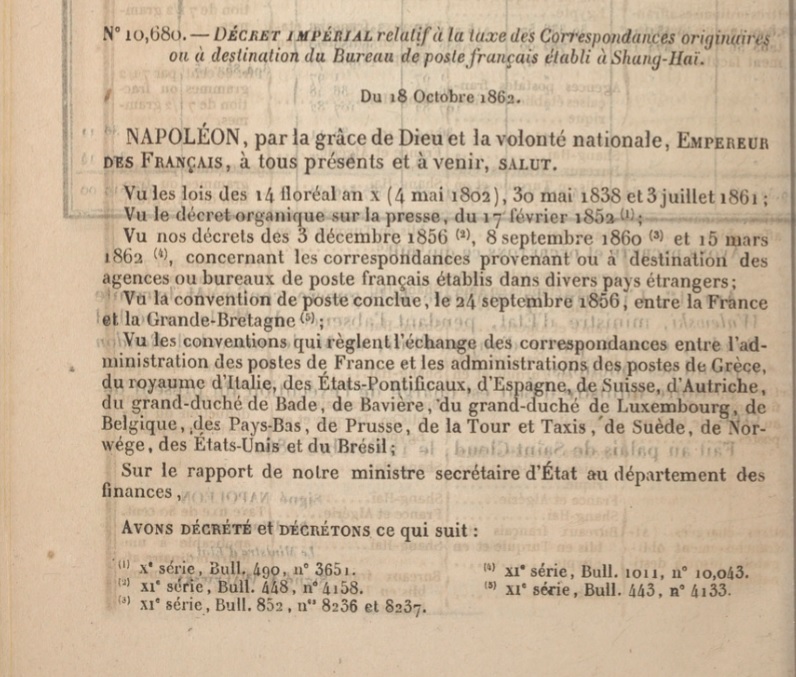 N° 10,680. — DÉCRET IMPÉRIAL relatif à la taxe des Correspondances originaires
ou à destination du Bureau de poste français établi à Shang-Haï.
Du 18 Octobre 1862.
NAPOLÉON, par la grâce de Dieu et la volonté nationale, EMPEREUR
DES FRANÇAIS, à tous présents et à venir, SALUT.
Vu les lois des 14 floréal an X (4 mai 1802), 30 mai 1838 et 3 juillet 1861;
Vu le décret organique sur la presse, du 17 février 1852 (1);
Vu nos décrets des 3 décembre 1856 (2), 8 septembre 1860 (3) et 15 mars
1862 (4), concernant les correspondances provenant ou à destination des
agences ou bureaux de poste français établis dans divers pays étrangers;
Vu la convention de poste conclue, le 24 septembre 1856, entre la France
et la Grande-Bretagne (5);
Vu les conventions qui règlent l'échange des correspondances entre l'ad-
ministration des postes de France et les administrations des postes de Grèce,
du royaume d'Italie, des États-Pontificaux, d'Espagne, de Suisse, d'Autriche,
du grand-duché de Bade, de Bavière, du grand-duché de Luxembourg, de
Belgique, des Pays-Bas, de Prusse, de la Tour et Taxis, de Suède, de Nor-
wége, des États-Unis et du Brésil;
Sur le rapport de notre ministre secrétaire d'État au département des
finances,
AVONS DÉCRÉTÉ et DÉCRÉTONS ce qui suit :
(1) Xe série, Bull. 490, n° 3651.
(2) XIe série, Bull. 448, n° 4158.
(3) XIe série, Bull. 852, nos 8236 et 8237.
(4) XIe série, Bull. 1011, n° 10,043.
(5) XIe série, Bull. 443, n° 4133.